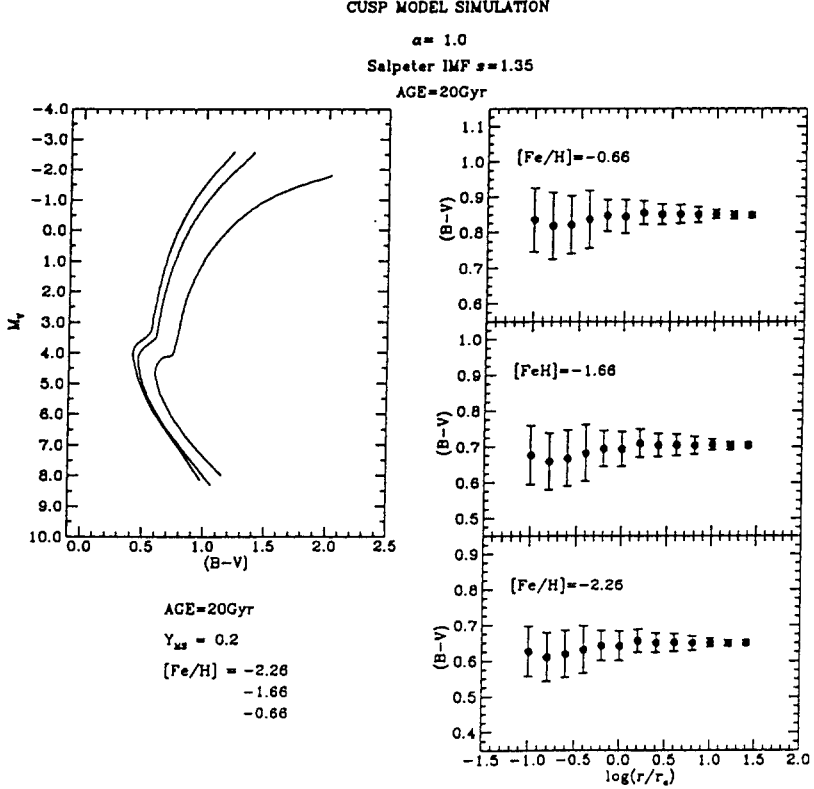 CUSP MODEL SIMULATION
α= 1.0
Salpeter IMF s=1.35
AGE=20Gyr
-4.0
-3.0
-2.0
-1.0
0.0
1.0
2.0
3.0
4.0
5.0
6.0
7.0
8.0
9.0
10.0
M_V
0.0 0.5 1.0 1.5 2.0 2.5
(B-V)
AGE=20Gyr
Y_MS = 0.2
[Fe/H] = -2.26
-1.66
-0.66
1.1
1.0
0.9
0.8
0.7
0.6
(B-V)
[Fe/H]=-0.66
1.0
0.9
0.8
0.7
0.6
0.5
(B-V)
[FeH]=-1.66
0.9
0.8
0.7
0.6
0.5
0.4
(B-V)
[Fe/H]=-2.26
-1.5 -1.0 -0.5 0.0 0.5 1.0 1.5 2.0
log(r/r_c)